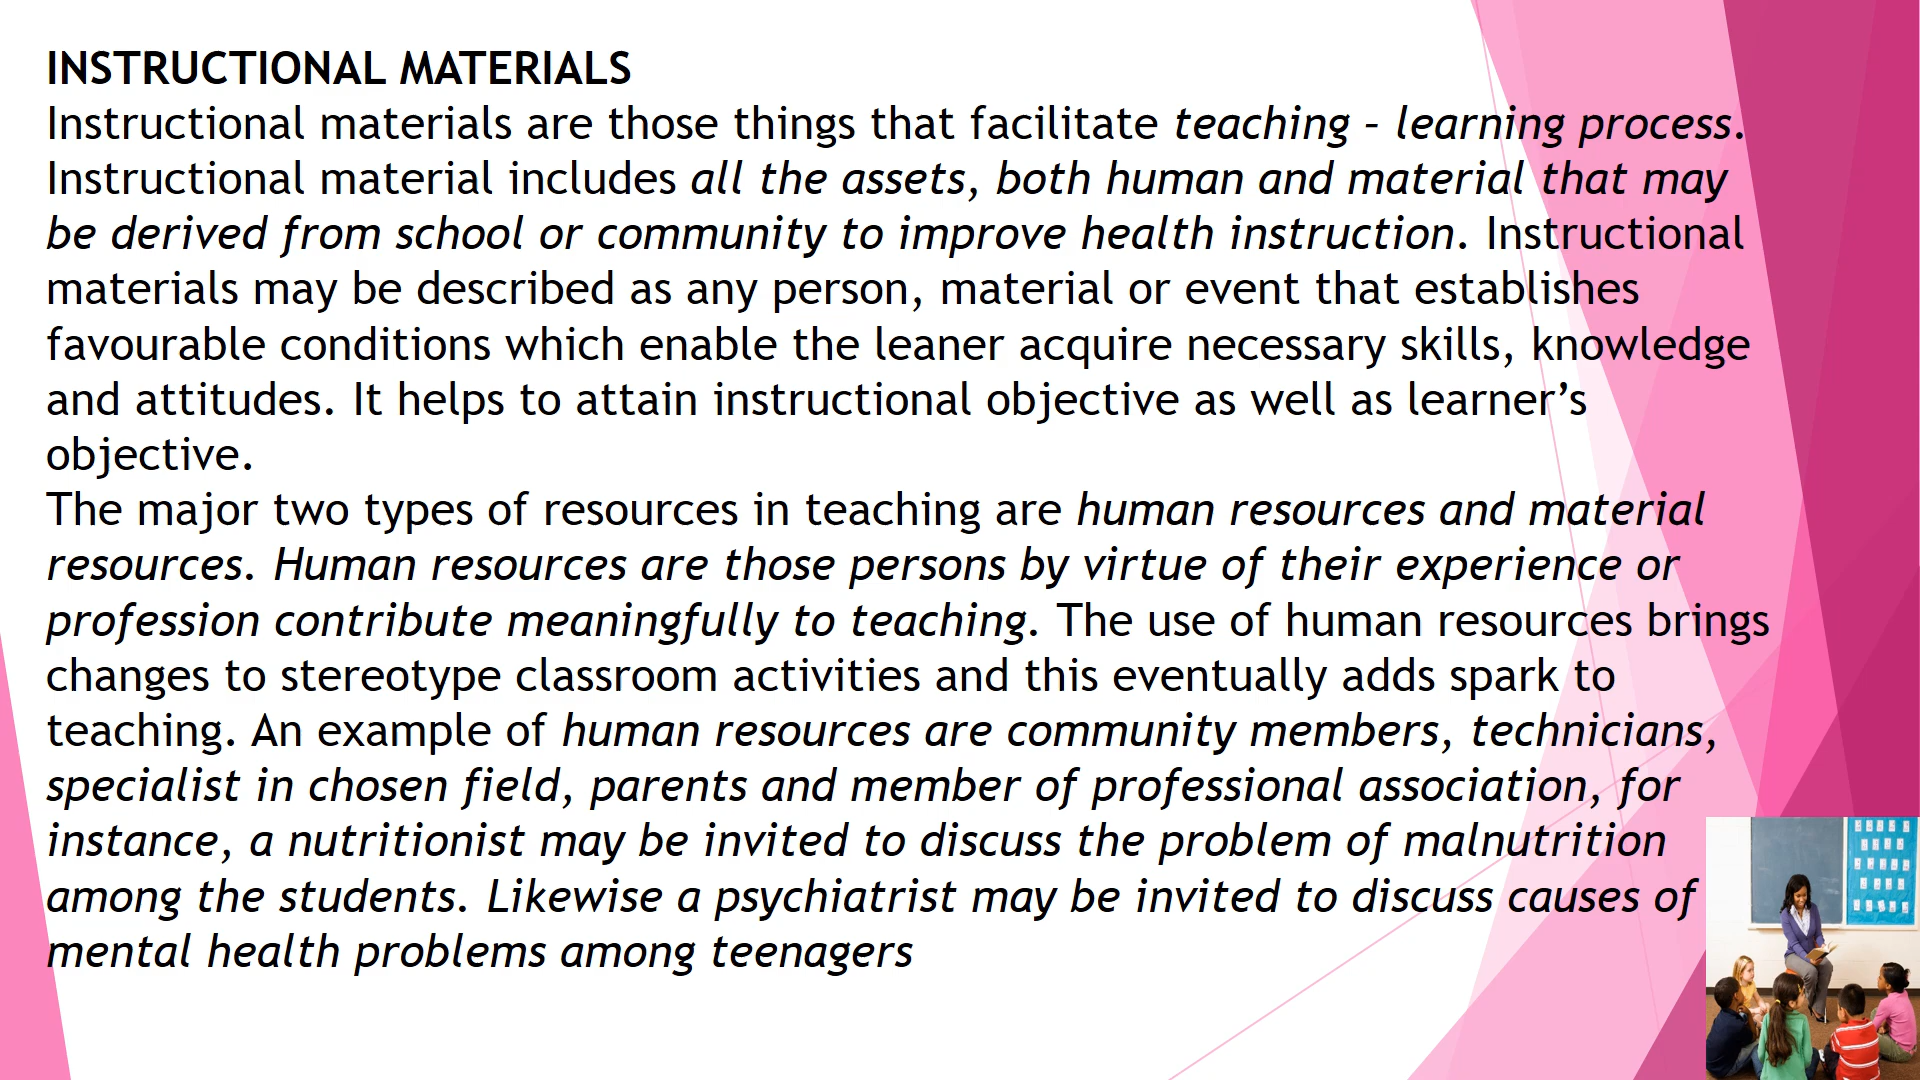 INSTRUCTIONAL MATERIALS
Instructional materials are those things that facilitate teaching – learning process.
Instructional material includes all the assets, both human and material that may
be derived from school or community to improve health instruction. Instructional
materials may be described as any person, material or event that establishes
favourable conditions which enable the leaner acquire necessary skills, knowledge
and attitudes. It helps to attain instructional objective as well as learner’s
objective.
The major two types of resources in teaching are human resources and material
resources. Human resources are those persons by virtue of their experience or
profession contribute meaningfully to teaching. The use of human resources brings
changes to stereotype classroom activities and this eventually adds spark to
teaching. An example of human resources are community members, technicians,
specialist in chosen field, parents and member of professional association, for
instance, a nutritionist may be invited to discuss the problem of malnutrition
among the students. Likewise a psychiatrist may be invited to discuss causes of
mental health problems among teenagers